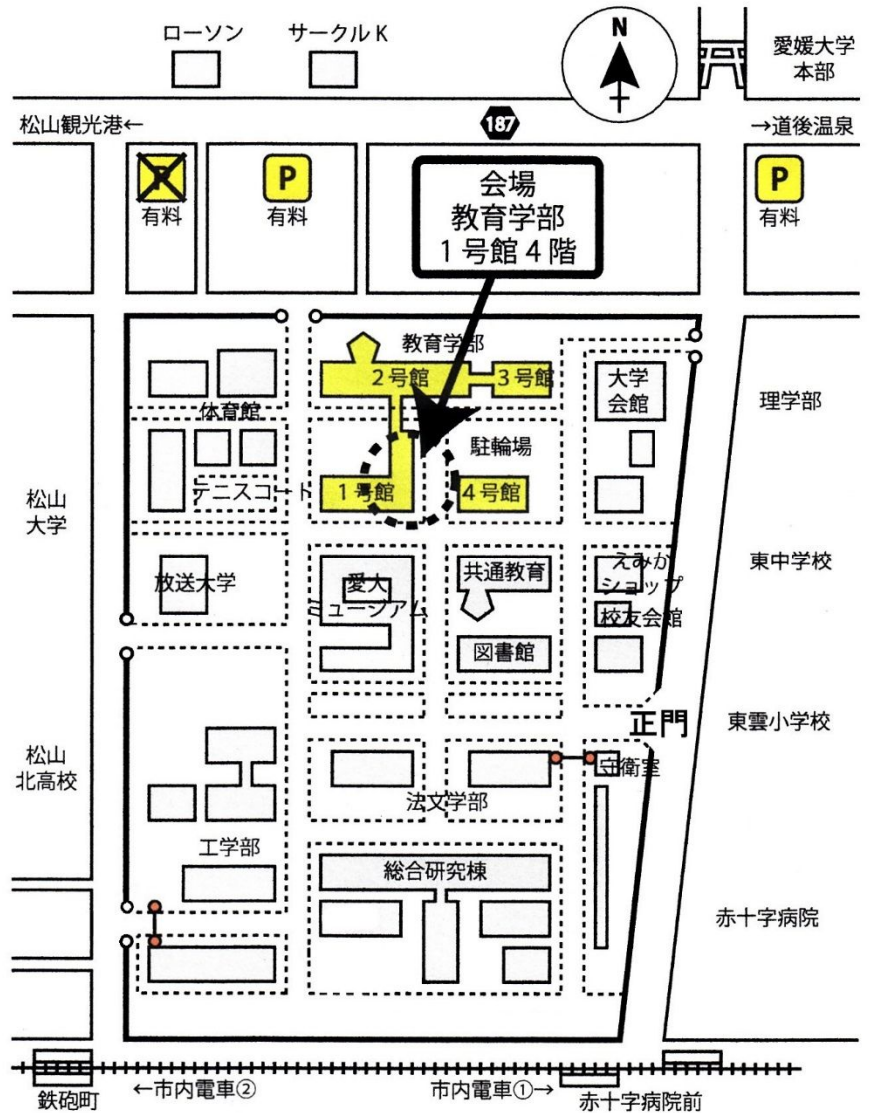 ローソン
サークルK
N
愛媛大学
本部
松山観光港←
187
→道後温泉
P
有料
P
有料
会場
教育学部
1号館4階
P
有料
教育学部
2号館
3号館
大学
会館
理学部
体育館
駐輪場
松山
大学
テニスコート
1号館
4号館
放送大学
愛大
ミュージアム
共通教育
えみか
ショップ
校友会館
東中学校
図書館
正門
東雲小学校
松山
北高校
守衛室
法文学部
工学部
総合研究棟
赤十字病院
鉄砲町
←市内電車②
市内電車①→
赤十字病院前